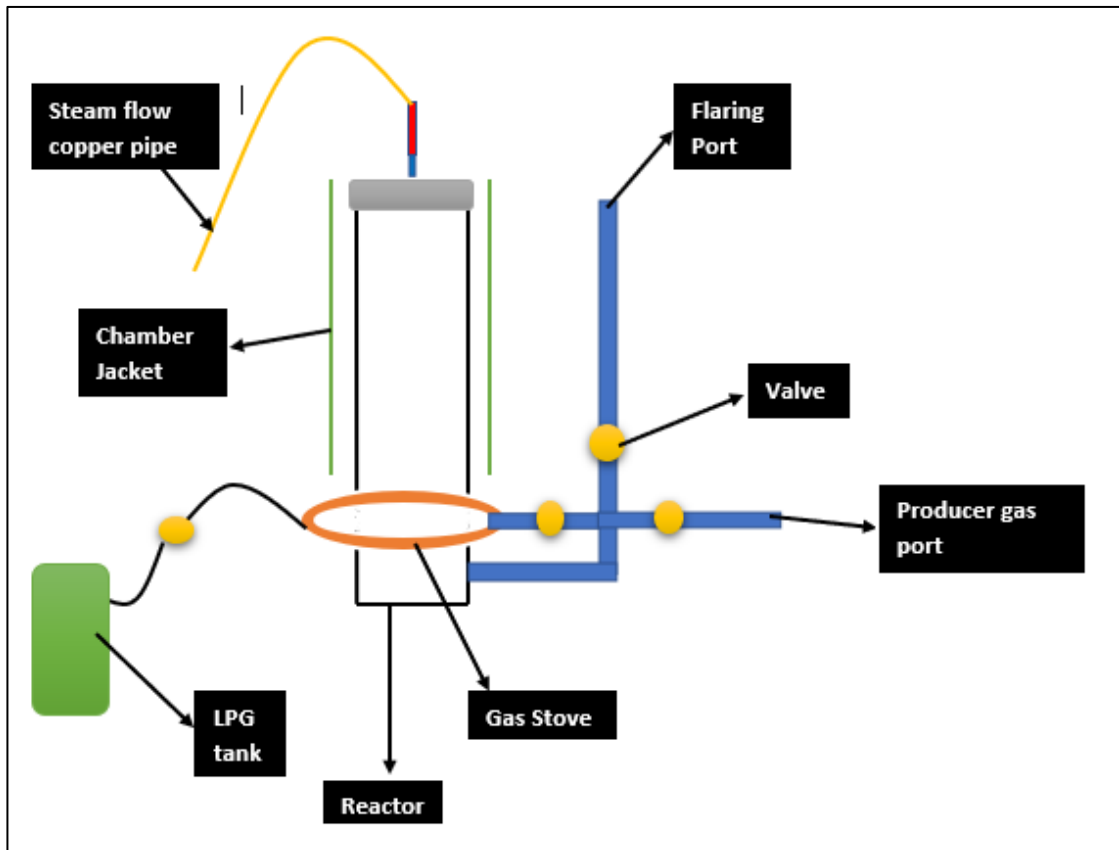 Steam flow
copper pipe
Flaring
Port
Chamber
Jacket
Valve
Producer gas
port
LPG
tank
Gas Stove
Reactor